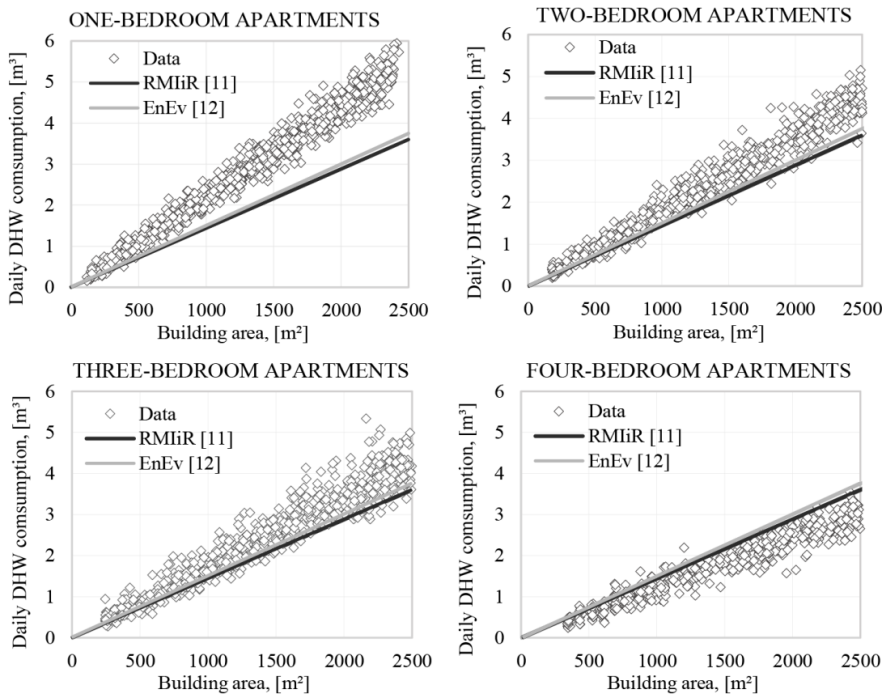 ONE-BEDROOM APARTMENTS
Daily DHW comsumption, [m³]
6
5
4
3
2
1
0
Data
RMIiR [11]
EnEv [12]
0 500 1000 1500 2000 2500
Building area, [m²]
TWO-BEDROOM APARTMENTS
Daily DHW comsumption, [m³]
6
5
4
3
2
1
0
Data
RMIiR [11]
EnEv [12]
0 500 1000 1500 2000 2500
Building area, [m²]
THREE-BEDROOM APARTMENTS
Daily DHW comsumption, [m³]
6
5
4
3
2
1
0
Data
RMIiR [11]
EnEv [12]
0 500 1000 1500 2000 2500
Building area, [m²]
FOUR-BEDROOM APARTMENTS
Daily DHW comsumption, [m³]
6
5
4
3
2
1
0
Data
RMIiR [11]
EnEv [12]
0 500 1000 1500 2000 2500
Building area, [m²]